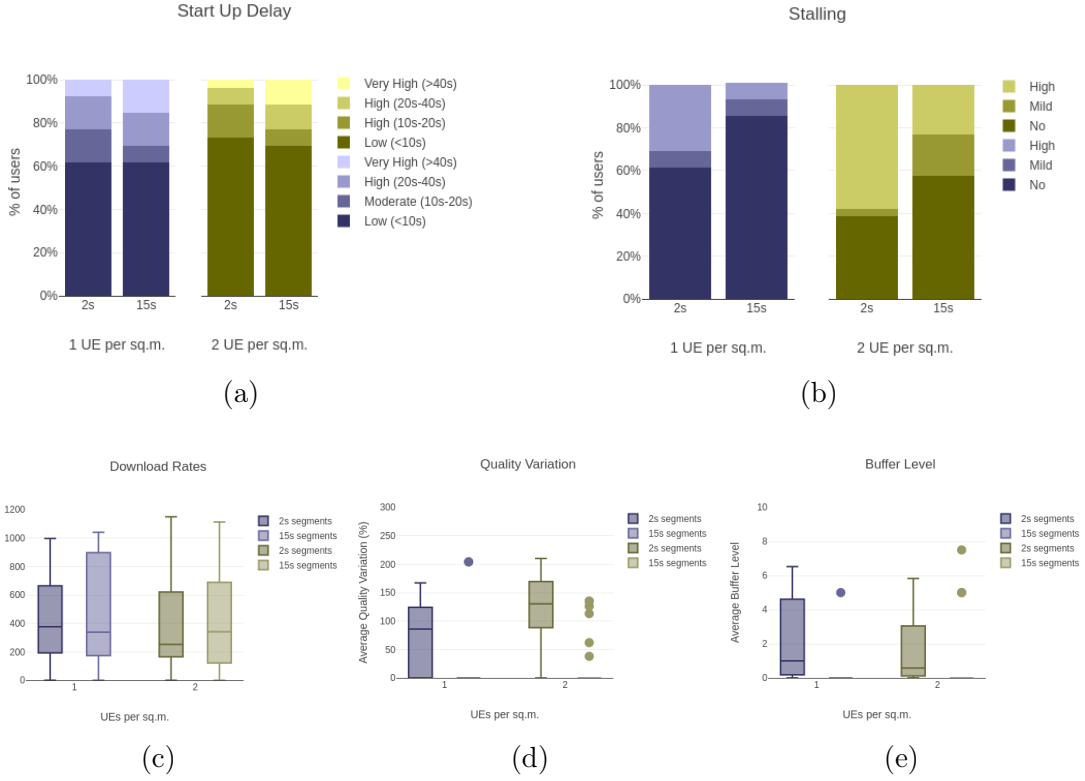 Start Up Delay
100%
80%
60%
40%
20%
0%
% of users
2s 15s 2s 15s
1 UE per sq.m. 2 UE per sq.m.
Very High (>40s)
High (20s-40s)
High (10s-20s)
Low (<10s)
Very High (>40s)
High (20s-40s)
Moderate (10s-20s)
Low (<10s)
(a)
Stalling
100%
80%
60%
40%
20%
0%
% of users
2s 15s 2s 15s
1 UE per sq.m. 2 UE per sq.m.
High
Mild
No
High
Mild
No
(b)
Download Rates
1200
1000
800
600
400
200
0
1 2
UEs per sq.m.
2s segments
15s segments
2s segments
15s segments
(c)
Quality Variation
300
250
200
150
100
50
0
Average Quality Variation (%)
1 2
UEs per sq.m.
2s segments
15s segments
2s segments
15s segments
(d)
Buffer Level
10
8
6
4
2
0
Average Buffer Level
1 2
UEs per sq.m.
2s segments
15s segments
2s segments
15s segments
(e)